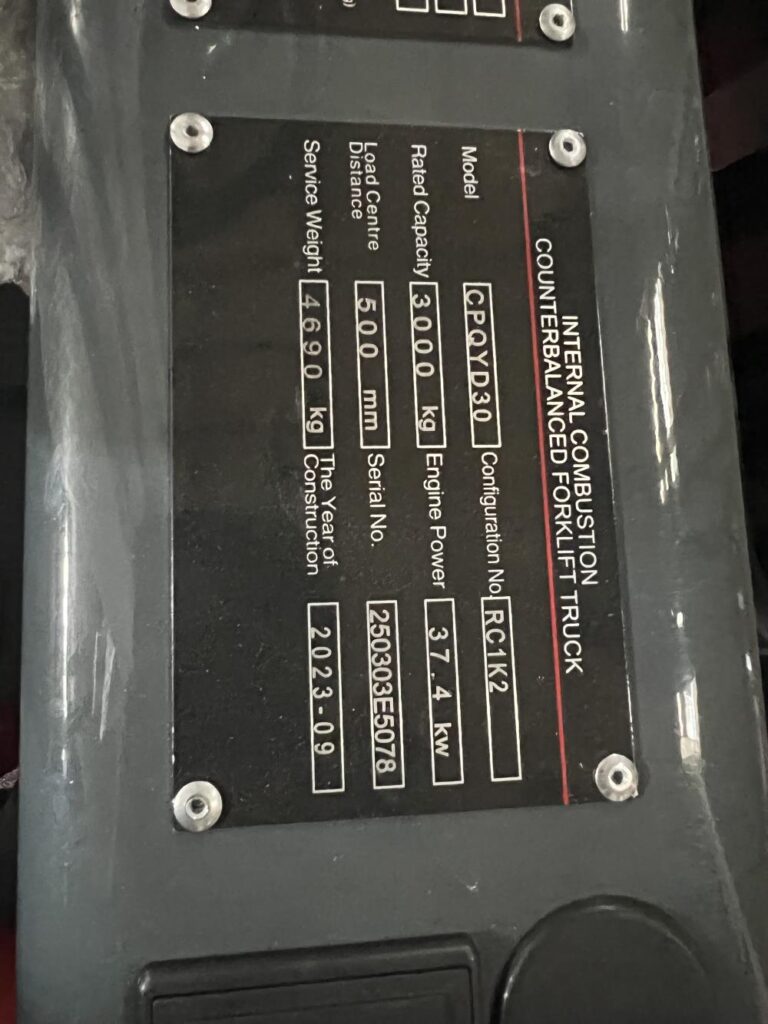 INTERNAL COMBUSTION
COUNTERBALANCED FORKLIFT TRUCK
Model CPQYD30 Configuration No. RC1K2
Rated Capacity 3000 kg Engine Power 37.4 kw
Load Centre Distance 500 mm Serial No. 250303E5078
Service Weight 4690 kg The Year of Construction 2023-09